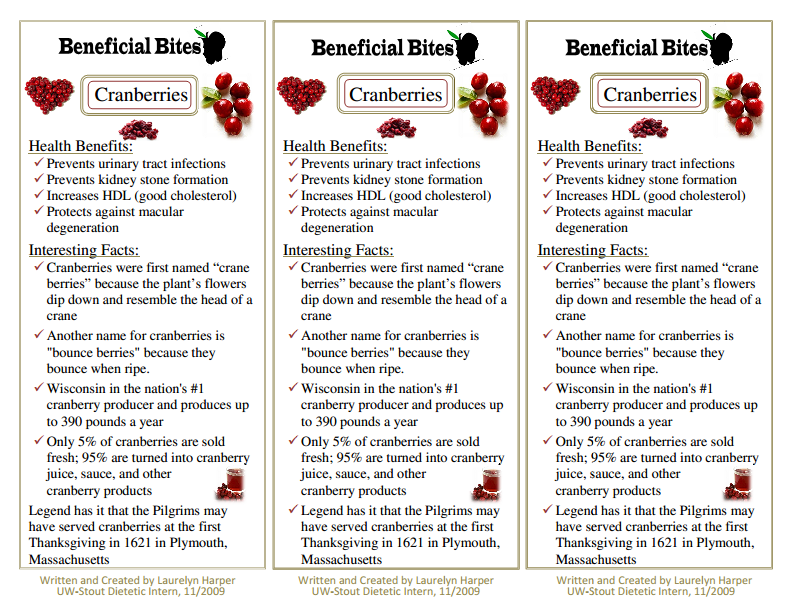 Beneficial Bites
Cranberries
Health Benefits:
✓ Prevents urinary tract infections
✓ Prevents kidney stone formation
✓ Increases HDL (good cholesterol)
✓ Protects against macular
degeneration
Interesting Facts:
✓ Cranberries were first named “crane
berries” because the plant’s flowers
dip down and resemble the head of a
crane
✓ Another name for cranberries is
"bounce berries" because they
bounce when ripe.
✓ Wisconsin in the nation's #1
cranberry producer and produces up
to 390 pounds a year
✓ Only 5% of cranberries are sold
fresh; 95% are turned into cranberry
juice, sauce, and other
cranberry products
Legend has it that the Pilgrims may
have served cranberries at the first
Thanksgiving in 1621 in Plymouth,
Massachusetts
Written and Created by Laurelyn Harper
UW-Stout Dietetic Intern, 11/2009
Beneficial Bites
Cranberries
Health Benefits:
✓ Prevents urinary tract infections
✓ Prevents kidney stone formation
✓ Increases HDL (good cholesterol)
✓ Protects against macular
degeneration
Interesting Facts:
✓ Cranberries were first named “crane
berries” because the plant’s flowers
dip down and resemble the head of a
crane
✓ Another name for cranberries is
"bounce berries" because they
bounce when ripe.
✓ Wisconsin in the nation's #1
cranberry producer and produces up
to 390 pounds a year
✓ Only 5% of cranberries are sold
fresh; 95% are turned into cranberry
juice, sauce, and other
cranberry products
✓ Legend has it that the Pilgrims may
have served cranberries at the first
Thanksgiving in 1621 in Plymouth,
Massachusetts
Written and Created by Laurelyn Harper
UW-Stout Dietetic Intern, 11/2009
Beneficial Bites
Cranberries
Health Benefits:
✓ Prevents urinary tract infections
✓ Prevents kidney stone formation
✓ Increases HDL (good cholesterol)
✓ Protects against macular
degeneration
Interesting Facts:
✓ Cranberries were first named “crane
berries” because the plant’s flowers
dip down and resemble the head of a
crane
✓ Another name for cranberries is
"bounce berries" because they
bounce when ripe.
✓ Wisconsin in the nation's #1
cranberry producer and produces up
to 390 pounds a year
✓ Only 5% of cranberries are sold
fresh; 95% are turned into cranberry
juice, sauce, and other
cranberry products
✓ Legend has it that the Pilgrims may
have served cranberries at the first
Thanksgiving in 1621 in Plymouth,
Massachusetts
Written and Created by Laurelyn Harper
UW-Stout Dietetic Intern, 11/2009